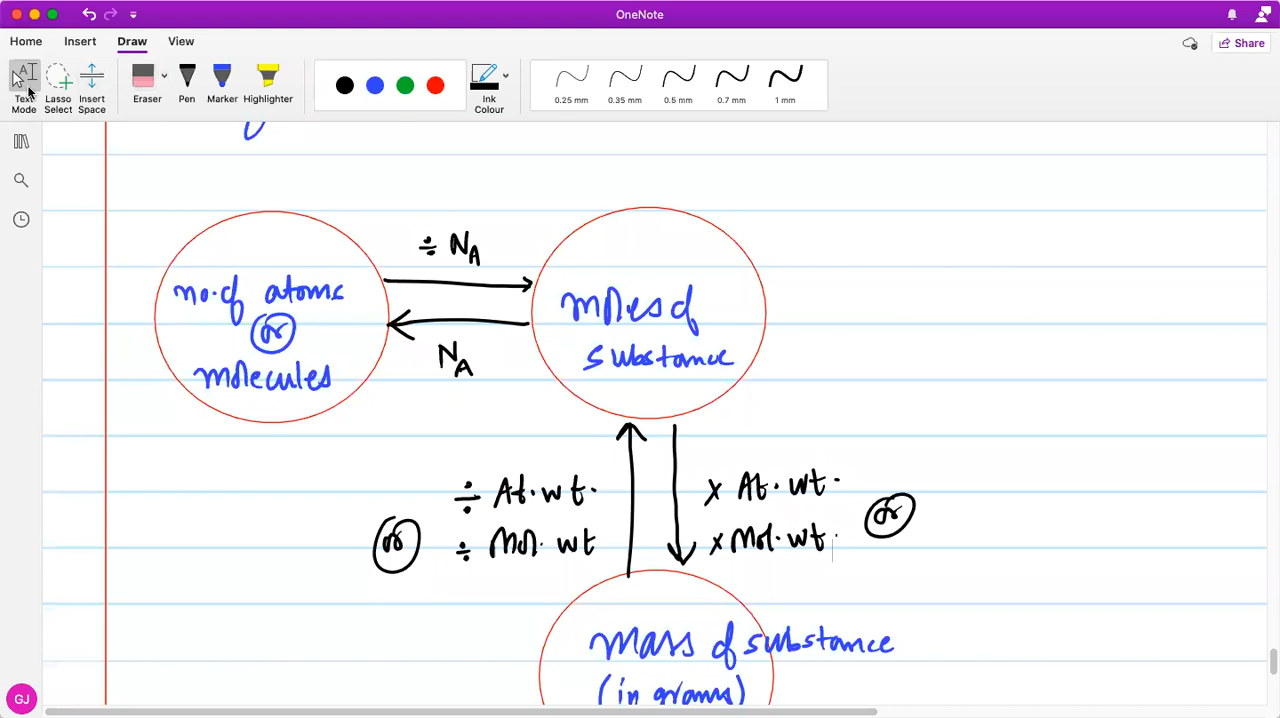 OneNote
Home Insert Draw View
Share
Text Mode
Lasso Select
Insert Space
Eraser
Pen
Marker
Highlighter
Ink Colour
0.25 mm
0.35 mm
0.5 mm
0.7 mm
1 mm
÷ NA
no. of atoms
or
molecules
moles of
substance
NA
÷ At. wt.
or
÷ Mol. wt
× At. wt.
or
× Mol. wt.
mass of substance
(in grams)
GJ